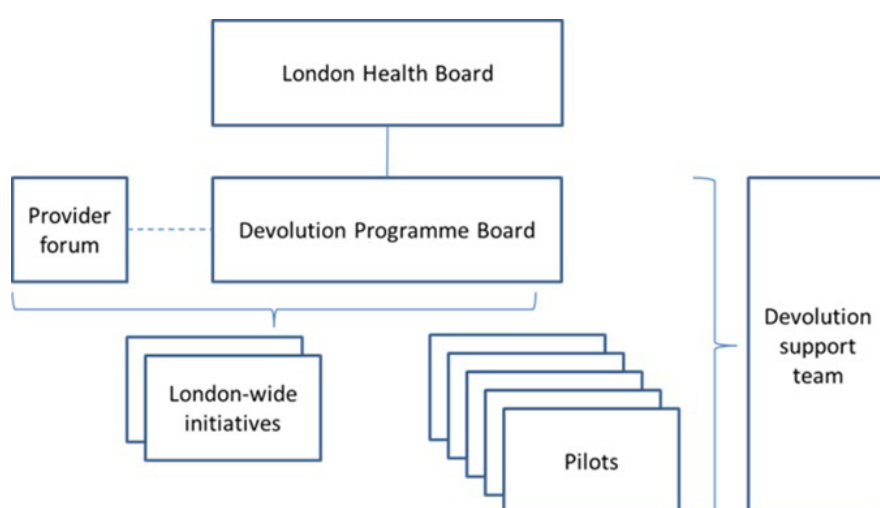 London Health Board
Provider
forum
Devolution Programme Board
Devolution
support
team
London-wide
initiatives
Pilots